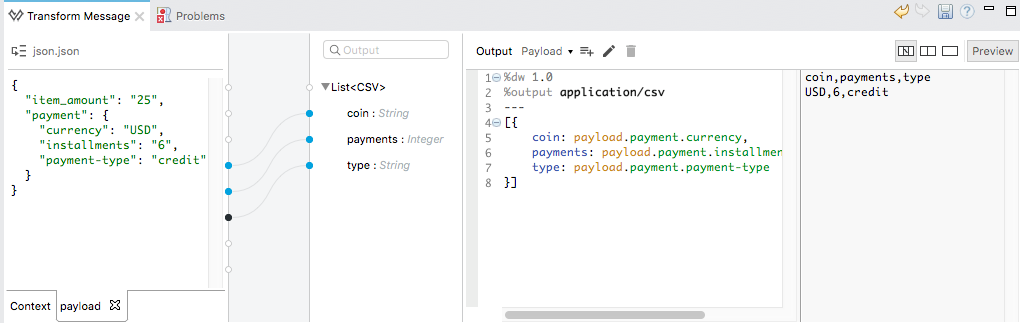 Transform Message
Problems
json.json
{
"item_amount": "25",
"payment": {
"currency": "USD",
"installments": "6",
"payment-type": "credit"
}
}
Context
payload
Output
List<CSV>
coin : String
payments : Integer
type : String
Output Payload
Preview
1 %dw 1.0
2 %output application/csv
3 ---
4 [{
5 coin: payload.payment.currency,
6 payments: payload.payment.installmen
7 type: payload.payment.payment-type
8 }]
coin,payments,type
USD,6,credit